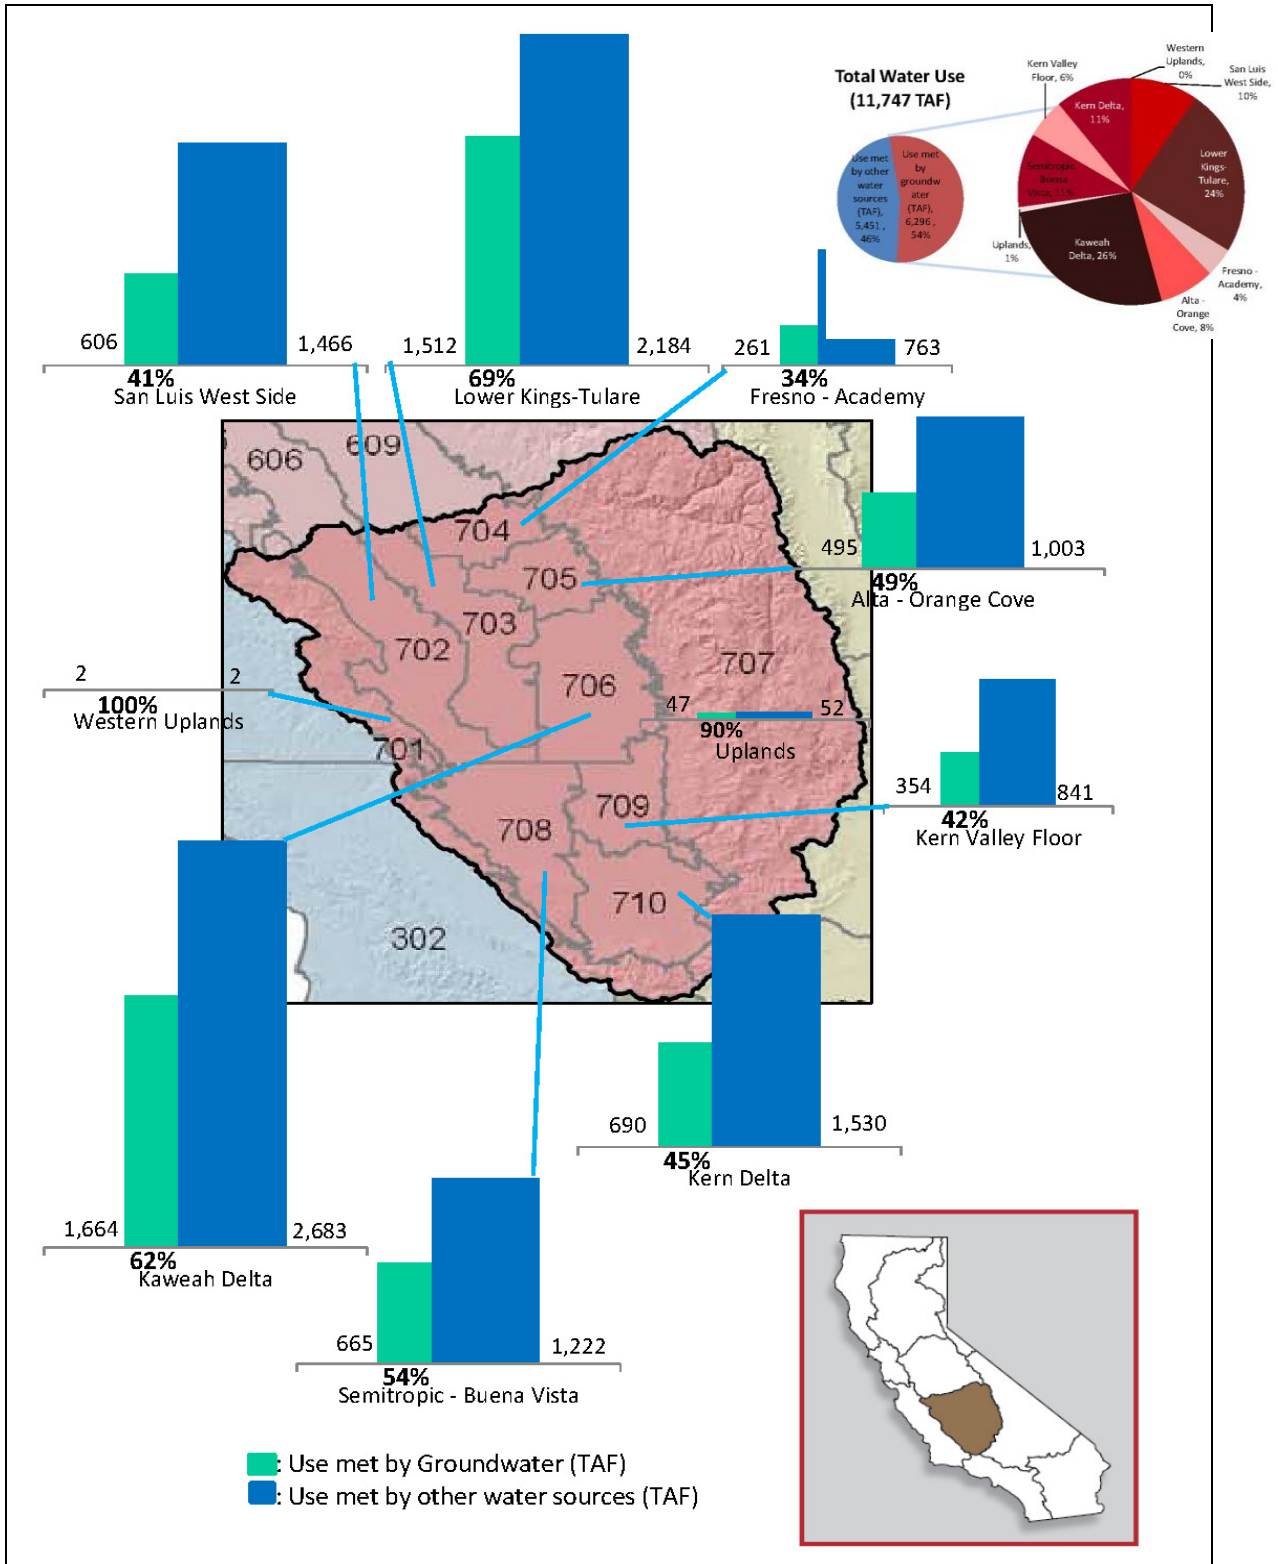 Total Water Use
(11,747 TAF)
Use met
by other
water
sources
(TAF),
5,451 ,
46%
Use met
by
groundw
ater
(TAF),
6,296 ,
54%
Kern Valley
Floor, 6%
Western
Uplands,
0%
San Luis
West Side,
10%
Kern Delta,
11%
Lower
Kings-
Tulare,
24%
Semitropic
- Buena
Vista, 11%
Uplands,
1%
Kaweah
Delta, 26%
Fresno -
Academy,
4%
Alta -
Orange
Cove, 8%
606
1,466
41%
San Luis West Side
1,512
2,184
69%
Lower Kings-Tulare
261
763
34%
Fresno - Academy
606
609
704
705
703
702
706
707
701
709
708
710
302
495
1,003
49%
Alta - Orange Cove
2
2
100%
Western Uplands
47
52
90%
Uplands
354
841
42%
Kern Valley Floor
690
1,530
45%
Kern Delta
1,664
2,683
62%
Kaweah Delta
665
1,222
54%
Semitropic - Buena Vista
: Use met by Groundwater (TAF)
: Use met by other water sources (TAF)